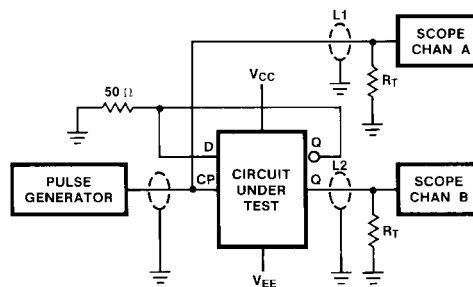 L1
SCOPE
CHAN A
VCC
50 Ω
RT
D
Q
L2
PULSE
GENERATOR
CP
CIRCUIT
UNDER
TEST
Q
SCOPE
CHAN B
RT
VEE